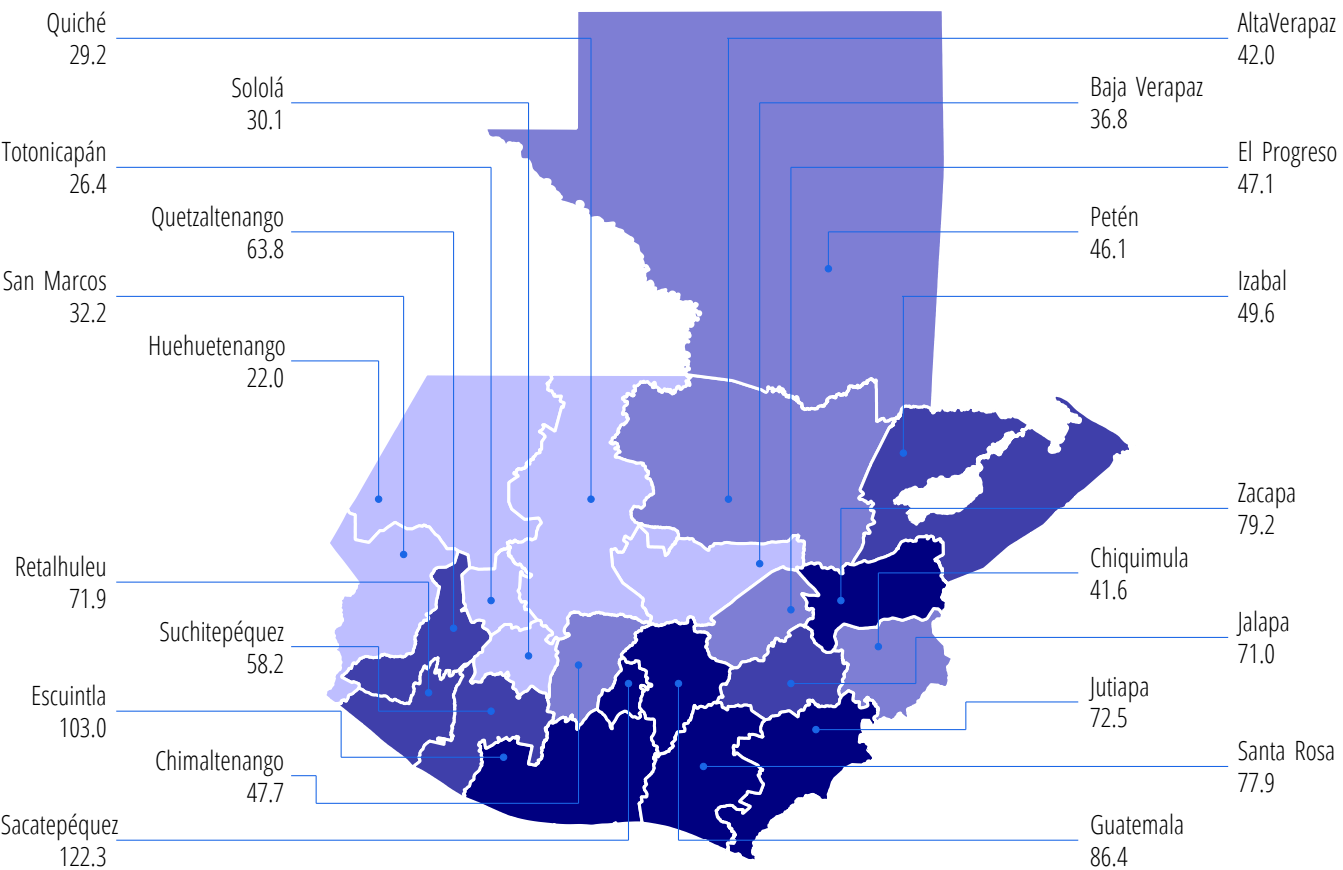 Quiché
29.2
Sololá
30.1
Totonicapán
26.4
Quetzaltenango
63.8
San Marcos
32.2
Huehuetenango
22.0
Retalhuleu
71.9
Suchitepéquez
58.2
Escuintla
103.0
Chimaltenango
47.7
Sacatepéquez
122.3
AltaVerapaz
42.0
Baja Verapaz
36.8
El Progreso
47.1
Petén
46.1
Izabal
49.6
Zacapa
79.2
Chiquimula
41.6
Jalapa
71.0
Jutiapa
72.5
Santa Rosa
77.9
Guatemala
86.4